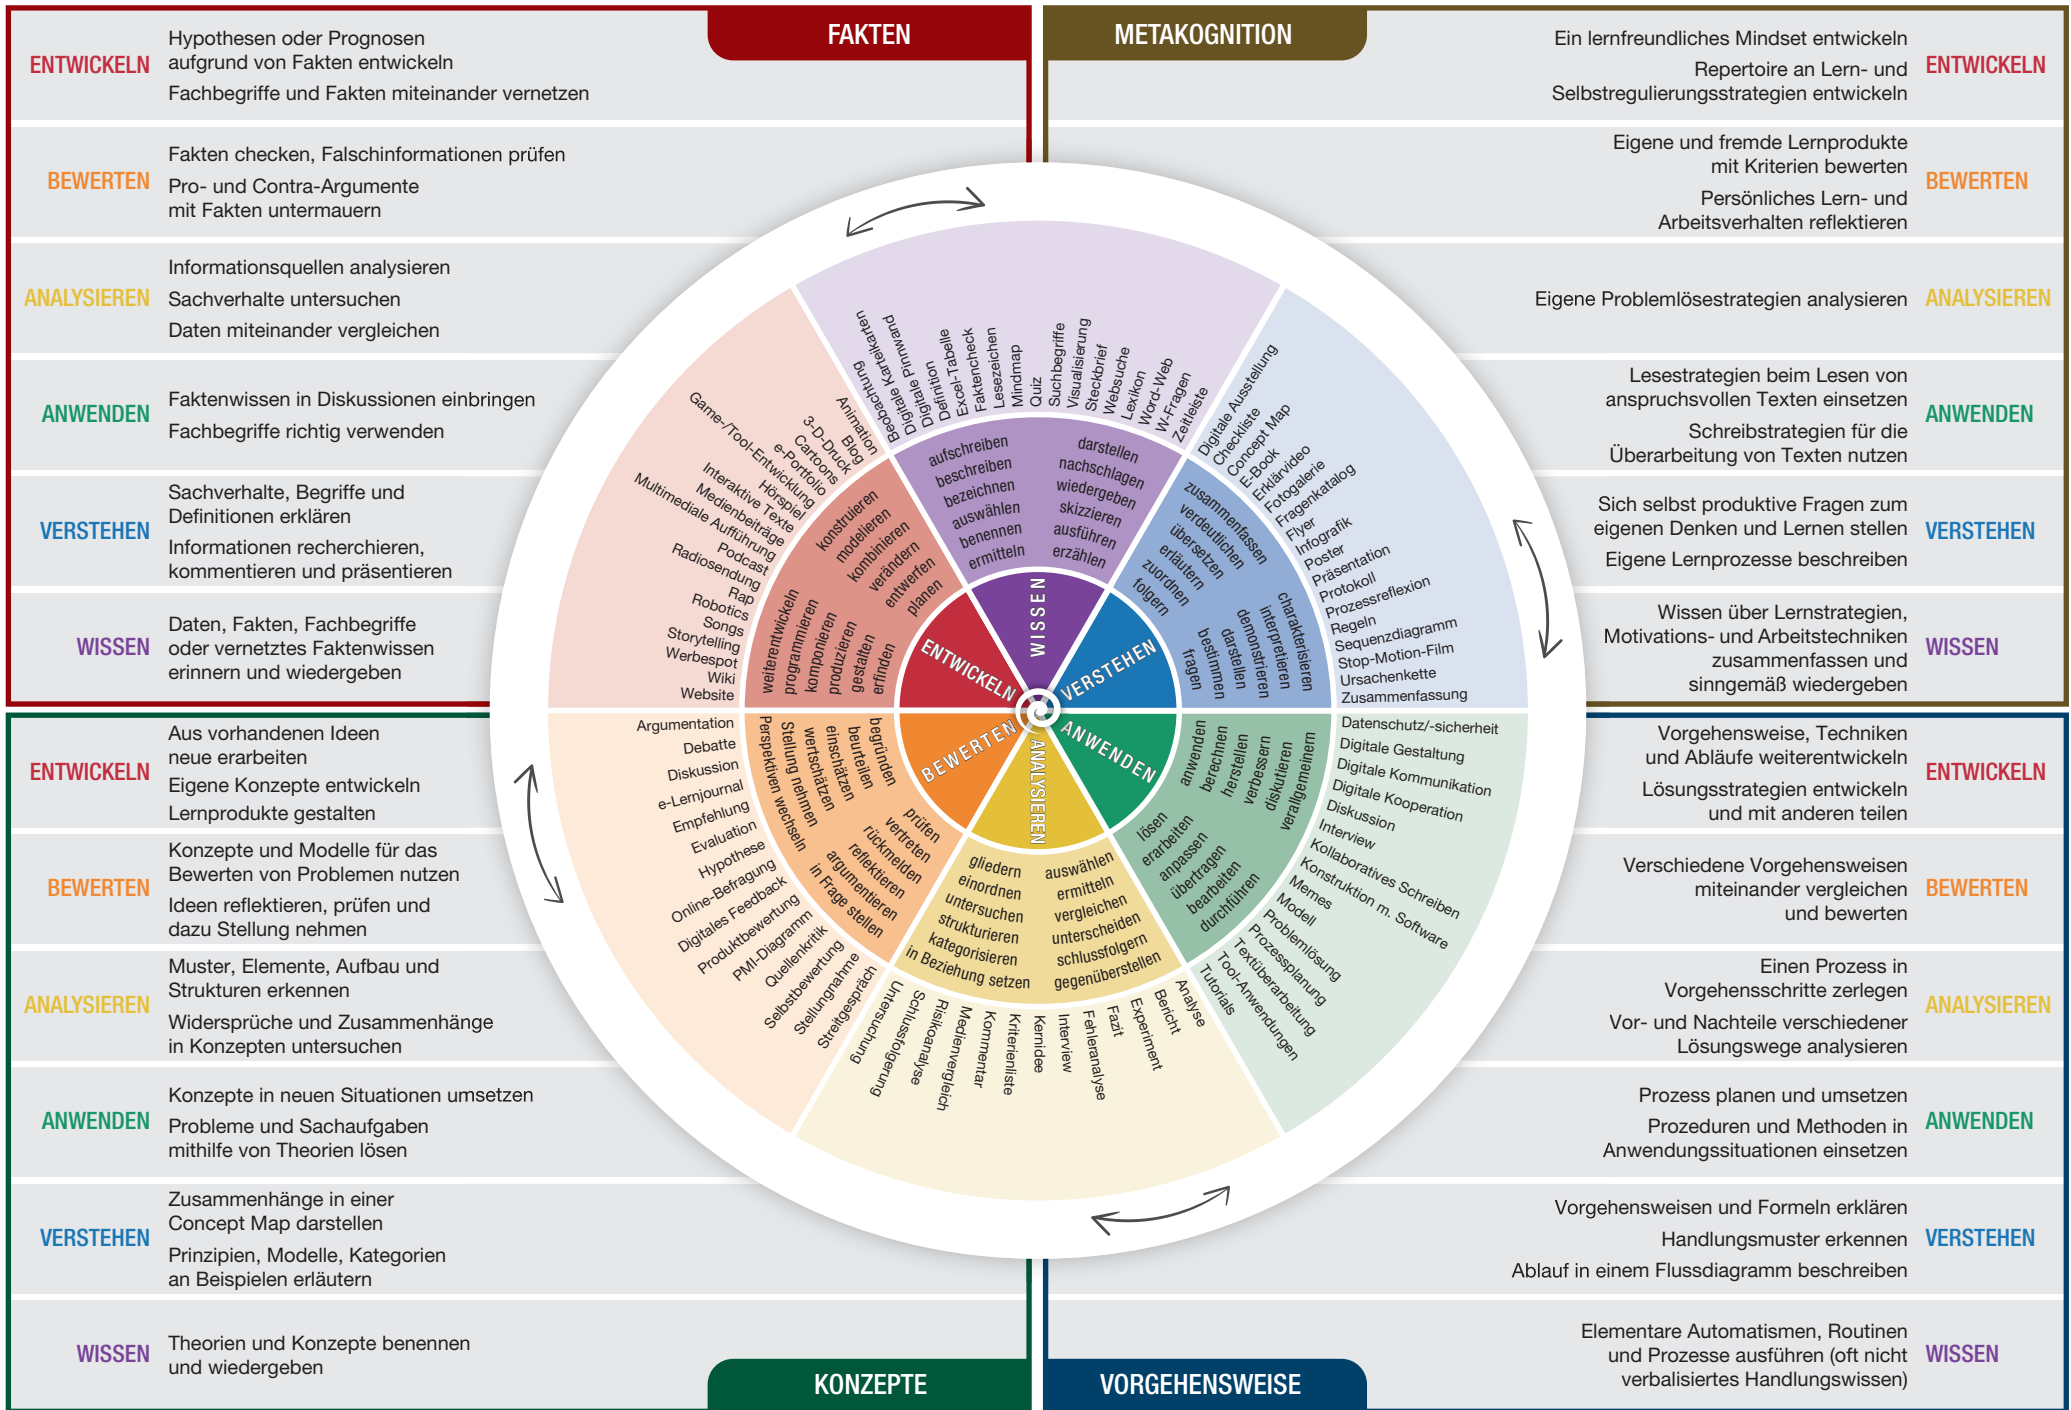 FAKTEN
ENTWICKELN
Hypothesen oder Prognosen
aufgrund von Fakten entwickeln
Fachbegriffe und Fakten miteinander vernetzen
BEWERTEN
Fakten checken, Falschinformationen prüfen
Pro- und Contra-Argumente
mit Fakten untermauern
ANALYSIEREN
Informationsquellen analysieren
Sachverhalte untersuchen
Daten miteinander vergleichen
ANWENDEN
Faktenwissen in Diskussionen einbringen
Fachbegriffe richtig verwenden
VERSTEHEN
Sachverhalte, Begriffe und
Definitionen erklären
Informationen recherchieren,
kommentieren und präsentieren
WISSEN
Daten, Fakten, Fachbegriffe
oder vernetztes Faktenwissen
erinnern und wiedergeben
METAKOGNITION
Ein lernfreundliches Mindset entwickeln
Repertoire an Lern- und
Selbstregulierungsstrategien entwickeln
ENTWICKELN
Eigene und fremde Lernprodukte
mit Kriterien bewerten
Persönliches Lern- und
Arbeitsverhalten reflektieren
BEWERTEN
Eigene Problemlösestrategien analysieren
ANALYSIEREN
Lesestrategien beim Lesen von
anspruchsvollen Texten einsetzen
Schreibstrategien für die
Überarbeitung von Texten nutzen
ANWENDEN
Sich selbst produktive Fragen zum
eigenen Denken und Lernen stellen
Eigene Lernprozesse beschreiben
VERSTEHEN
Wissen über Lernstrategien,
Motivations- und Arbeitstechniken
zusammenfassen und
sinngemäß wiedergeben
WISSEN
WISSEN
aufschreiben
beschreiben
bezeichnen
auswählen
benennen
ermitteln
darstellen
nachschlagen
wiedergeben
skizzieren
ausführen
erzählen
Beobachtung
Digitale Karteikarten
Digitale Pinnwand
Definition
Excel-Tabelle
Faktencheck
Lesezeichen
Mindmap
Quiz
Suchbegriffe
Visualisierung
Steckbrief
Websuche
Lexikon
Word-Web
W-Fragen
Zeitleiste
VERSTEHEN
zusammenfassen
verdeutlichen
übersetzen
erläutern
zuordnen
folgern
charakterisieren
interpretieren
demonstrieren
darstellen
bestimmen
fragen
Digitale Ausstellung
Checkliste
Concept Map
E-Book
Erklärvideo
Fotogalerie
Fragenkatalog
Flyer
Infografik
Poster
Präsentation
Protokoll
Prozessreflexion
Regeln
Sequenzdiagramm
Stop-Motion-Film
Ursachenkette
Zusammenfassung
ANWENDEN
anwenden
berechnen
herstellen
verbessern
diskutieren
verallgemeinern
lösen
erarbeiten
anpassen
übertragen
bearbeiten
durchführen
Datenschutz/-sicherheit
Digitale Gestaltung
Digitale Kommunikation
Digitale Kooperation
Diskussion
Interview
Kollaboratives Schreiben
Konstruktion m. Software
Memes
Modell
Problemlösung
Prozessplanung
Textüberarbeitung
Tool-Anwendungen
Tutorials
ANALYSIEREN
gliedern
einordnen
untersuchen
strukturieren
kategorisieren
in Beziehung setzen
auswählen
ermitteln
vergleichen
unterscheiden
schlussfolgern
gegenüberstellen
Analyse
Bericht
Experiment
Fazit
Fehleranalyse
Interview
Kernidee
Kriterienliste
Kommentar
Medienvergleich
Risikoanalyse
Schlussfolgerung
Untersuchung
BEWERTEN
begründen
beurteilen
einschätzen
wertschätzen
Stellung nehmen
Perspektiven wechseln
prüfen
vertreten
rückmelden
reflektieren
argumentieren
in Frage stellen
Argumentation
Debatte
Diskussion
e-Lernjournal
Empfehlung
Evaluation
Hypothese
Online-Befragung
Digitales Feedback
Produktbewertung
PMI-Diagramm
Quellenkritik
Selbstbewertung
Stellungnahme
Streitgespräch
ENTWICKELN
konstruieren
modellieren
kombinieren
verändern
entwerfen
planen
weiterentwickeln
programmieren
komponieren
produzieren
gestalten
erfinden
Animation
Blog
3-D-Druck
Cartoons
e-Portfolio
Game-/Tool-Entwicklung
Hörspiel
Interaktive Texte
Medienbeiträge
Multimediale Aufführung
Podcast
Radiosendung
Rap
Robotics
Songs
Storytelling
Werbespot
Wiki
Website
ENTWICKELN
Aus vorhandenen Ideen
neue erarbeiten
Eigene Konzepte entwickeln
Lernprodukte gestalten
BEWERTEN
Konzepte und Modelle für das
Bewerten von Problemen nutzen
Ideen reflektieren, prüfen und
dazu Stellung nehmen
ANALYSIEREN
Muster, Elemente, Aufbau und
Strukturen erkennen
Widersprüche und Zusammenhänge
in Konzepten untersuchen
ANWENDEN
Konzepte in neuen Situationen umsetzen
Probleme und Sachaufgaben
mithilfe von Theorien lösen
VERSTEHEN
Zusammenhänge in einer
Concept Map darstellen
Prinzipien, Modelle, Kategorien
an Beispielen erläutern
WISSEN
Theorien und Konzepte benennen
und wiedergeben
KONZEPTE
Vorgehensweise, Techniken
und Abläufe weiterentwickeln
Lösungsstrategien entwickeln
und mit anderen teilen
ENTWICKELN
Verschiedene Vorgehensweisen
miteinander vergleichen
und bewerten
BEWERTEN
Einen Prozess in
Vorgehensschritte zerlegen
Vor- und Nachteile verschiedener
Lösungswege analysieren
ANALYSIEREN
Prozess planen und umsetzen
Prozeduren und Methoden in
Anwendungssituationen einsetzen
ANWENDEN
Vorgehensweisen und Formeln erklären
Handlungsmuster erkennen
Ablauf in einem Flussdiagramm beschreiben
VERSTEHEN
Elementare Automatismen, Routinen
und Prozesse ausführen (oft nicht
verbalisiertes Handlungswissen)
WISSEN
VORGEHENSWEISE